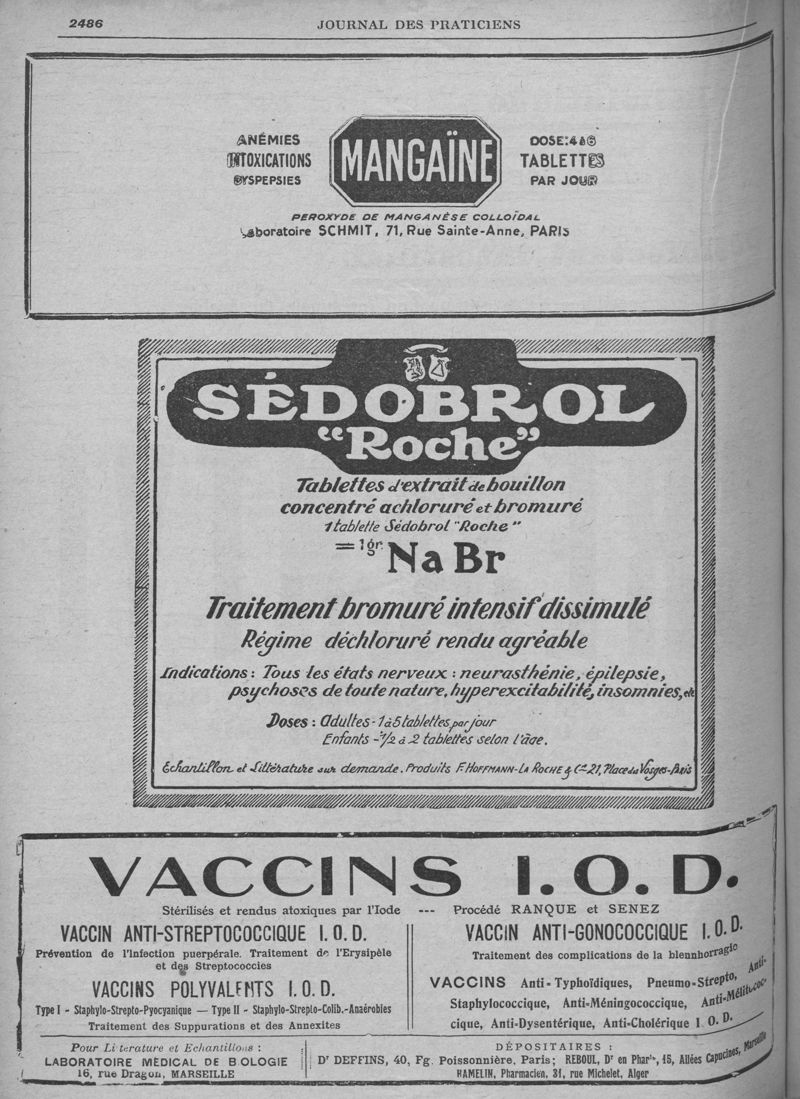 2486
JOURNAL DES PRATICIENS
ANÉMIES
INTOXICATIONS
DYSPEPSIES
MANGAÏNE
DOSE: 4 à 6
TABLETTES
PAR JOUR
PEROXYDE DE MANGANÈSE COLLOÏDAL
Laboratoire SCHMIT, 71, Rue Sainte-Anne, PARIS
SÉDOBROL
"Roche"
Tablettes d'extrait de bouillon
concentré achloruré et bromuré
1 tablette Sédobrol "Roche"
= 1gr. Na Br
Traitement bromuré intensif dissimulé
Régime déchloruré rendu agréable
Indications: Tous les états nerveux: neurasthénie, épilepsie,
psychoses de toute nature, hyperexcitabilité, insomnies, etc
Doses: Adultes - 1 à 5 tablettes par jour
Enfants - 1/2 à 2 tablettes selon l'âge.
Échantillon et Littérature sur demande. Produits F. HOFFMANN-LA ROCHE & Cie 21, Place des Vosges-Paris
VACCINS I. O. D.
Stérilisés et rendus atoxiques par l'Iode --- Procédé RANQUE et SENEZ
VACCIN ANTI-STREPTOCOCCIQUE I. O. D.
Prévention de l'Infection puerpérale. Traitement de l'Erysipèle
et des Streptococcies
VACCINS POLYVALENTS I. O. D.
Type I - Staphylo-Strepto-Pyocyanique — Type II - Staphylo-Strepto-Colib.-Anaérobies
Traitement des Suppurations et des Annexites
VACCIN ANTI-GONOCOCCIQUE I. O. D.
Traitement des complications de la blennhorragie
VACCINS Anti-Typhoïdiques, Pneumo-Strepto, Anti-
Staphylococcique, Anti-Méningococcique, Anti-Mélitococ-
cique, Anti-Dysentérique, Anti-Cholérique I. O. D.
Pour Literature et Echantillons :
LABORATOIRE MÉDICAL DE BIOLOGIE
16, rue Dragon, MARSEILLE
DÉPOSITAIRES :
Dr DEFFINS, 40, Fg. Poissonnière, Paris; REBOUL, Dr en Pharie, 15, Allées Capucines, Marseille
HAMELIN, Pharmacien, 31, rue Michelet, Alger